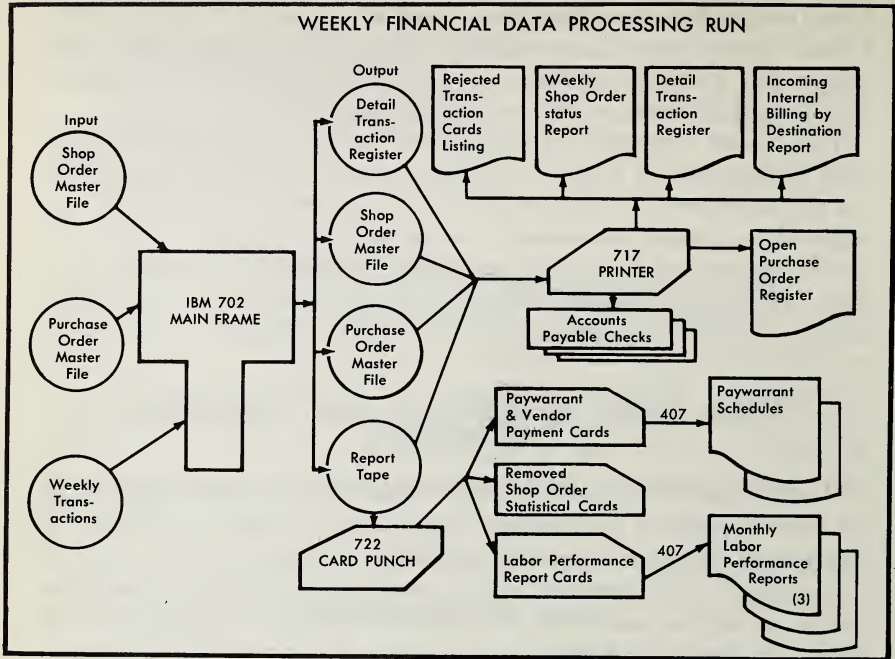 WEEKLY FINANCIAL DATA PROCESSING RUN
Input
Shop
Order
Master
File
Purchase
Order
Master
File
Weekly
Trans-
actions
IBM 702
MAIN FRAME
Output
Detail
Trans-
action
Register
Shop
Order
Master
File
Purchase
Order
Master
File
Report
Tape
722
CARD PUNCH
Rejected
Trans-
action
Cards
Listing
Weekly
Shop Order
status
Report
Detail
Trans-
action
Register
Incoming
Internal
Billing by
Destination
Report
717
PRINTER
Open
Purchase
Order
Register
Accounts
Payable Checks
Paywarrant
& Vendor
Payment Cards
407
Paywarrant
Schedules
Removed
Shop Order
Statistical Cards
Labor Performance
Report Cards
407
Monthly
Labor
Performance
Reports
(3)